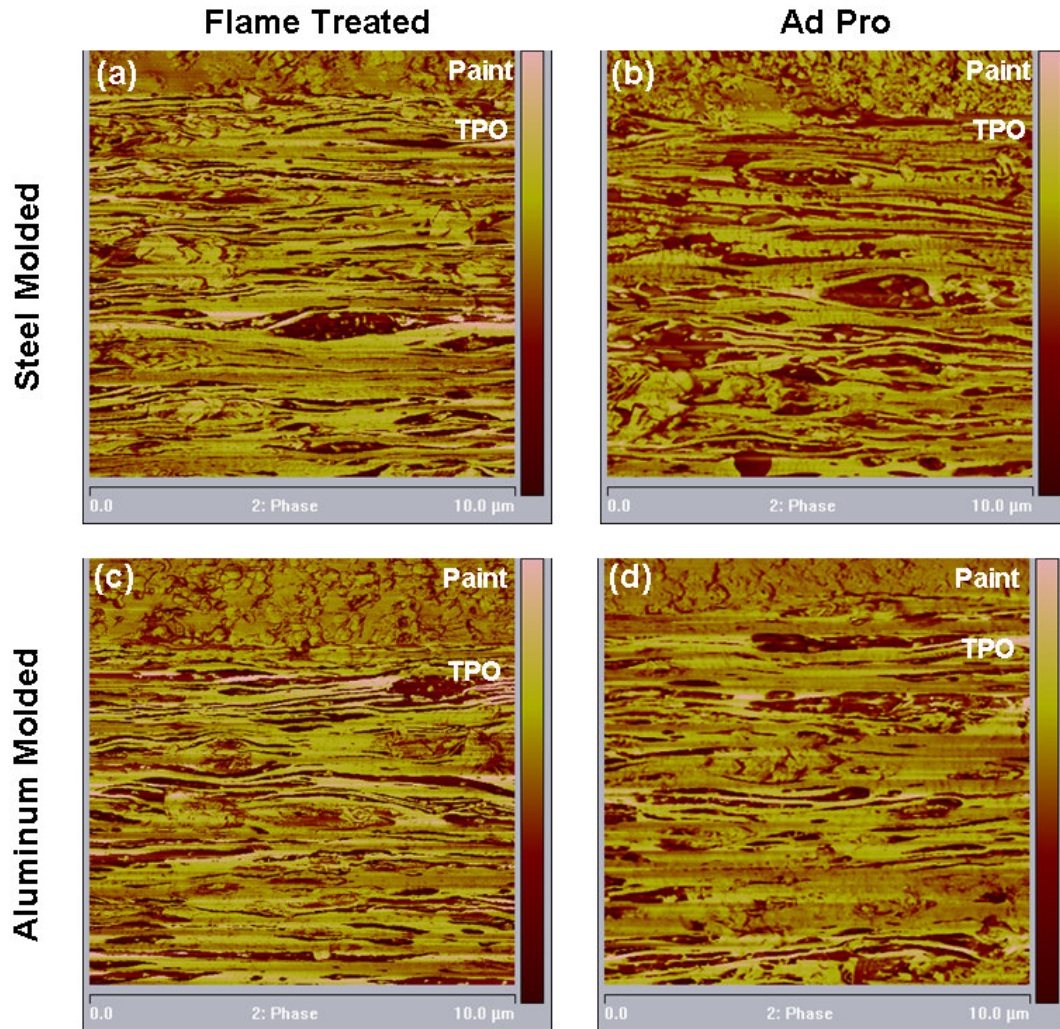 Flame Treated
Ad Pro
Steel Molded
(a)
Paint
TPO
0.0
2: Phase
10.0 µm
(b)
Paint
TPO
0.0
2: Phase
10.0 µm
Aluminum Molded
(c)
Paint
TPO
0.0
2: Phase
10.0 µm
(d)
Paint
TPO
0.0
2: Phase
10.0 µm